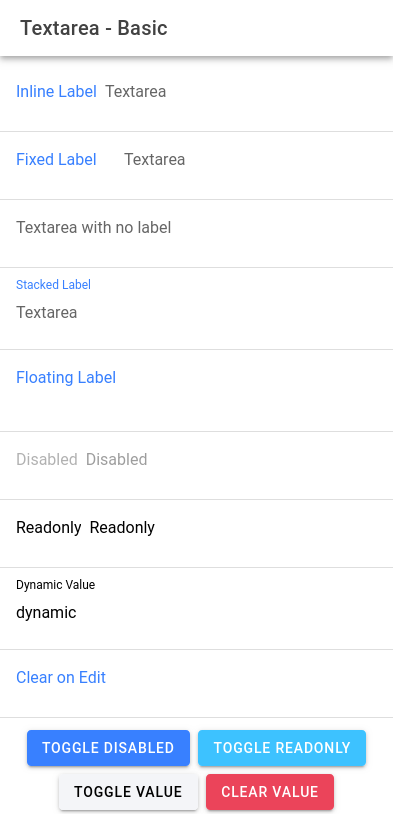 Textarea - Basic
Inline Label Textarea
Fixed Label Textarea
Textarea with no label
Stacked Label
Textarea
Floating Label
Disabled Disabled
Readonly Readonly
Dynamic Value
dynamic
Clear on Edit
TOGGLE DISABLED TOGGLE READONLY
TOGGLE VALUE CLEAR VALUE